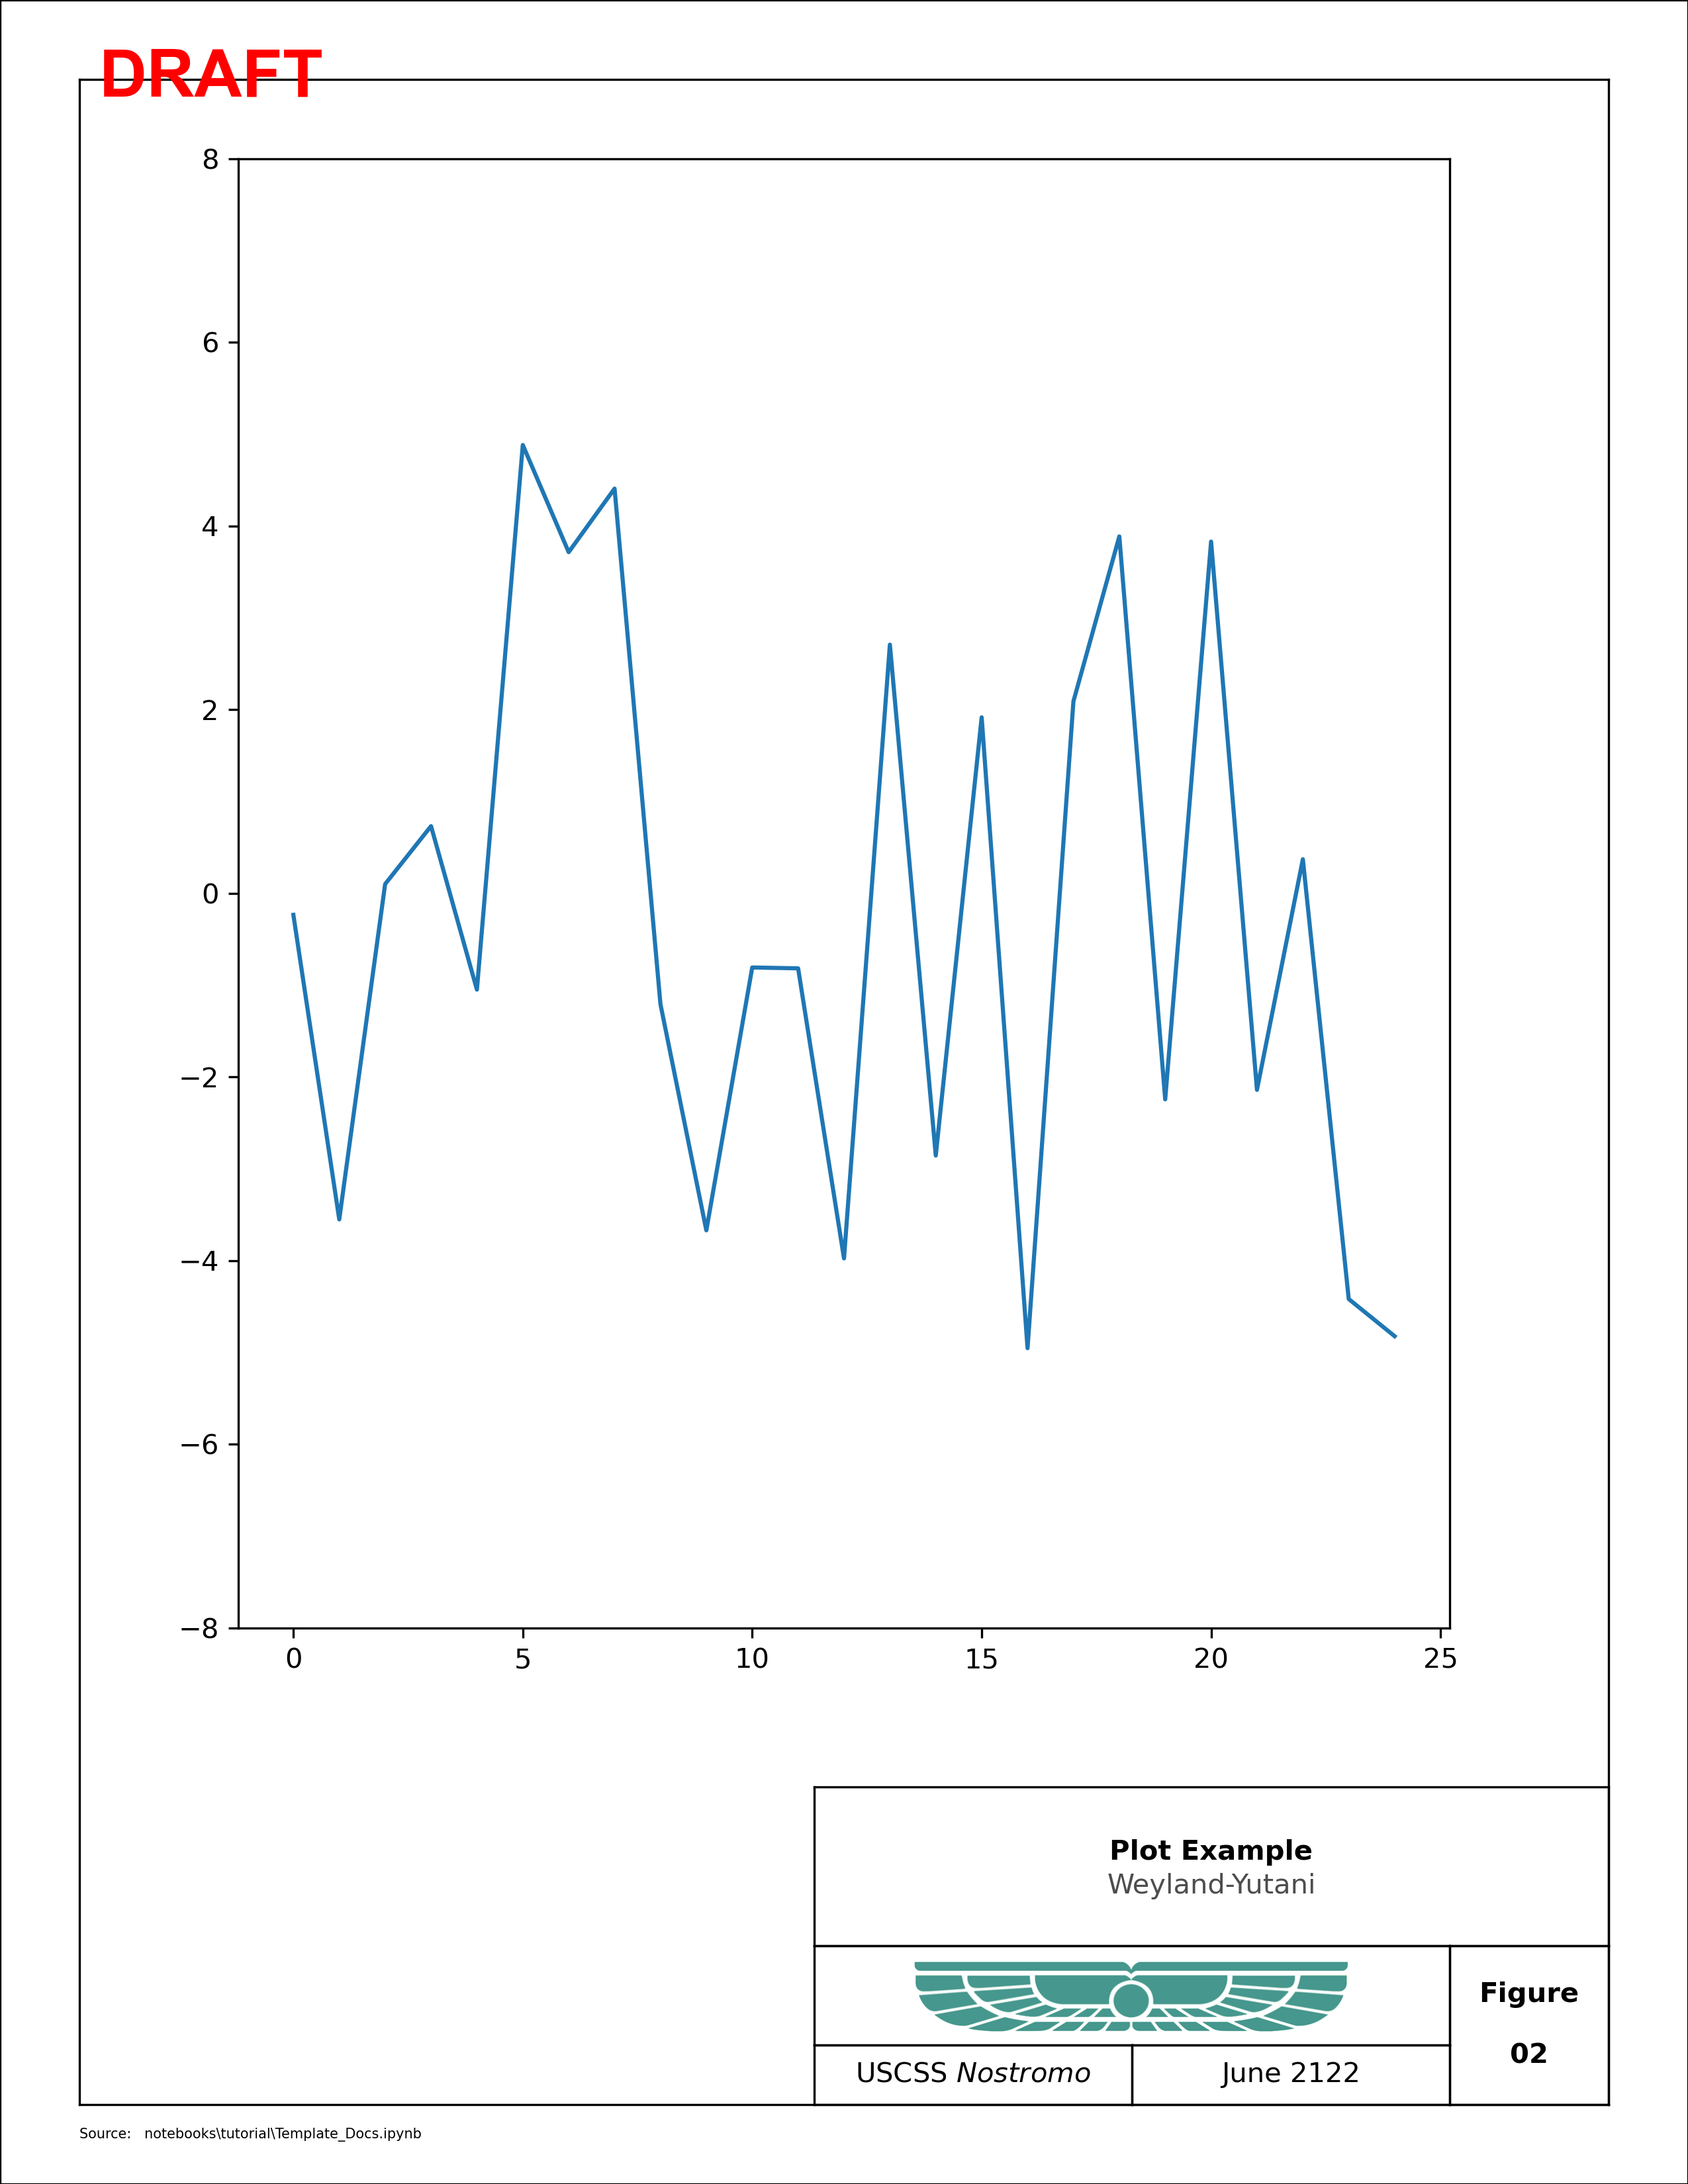 DRAFT
8
6
4
2
0
−2
−4
−6
−8
0 5 10 15 20 25
Plot Example
Weyland-Yutani
Figure
02
USCSS Nostromo
June 2122
Source: notebooks\tutorial\Template_Docs.ipynb